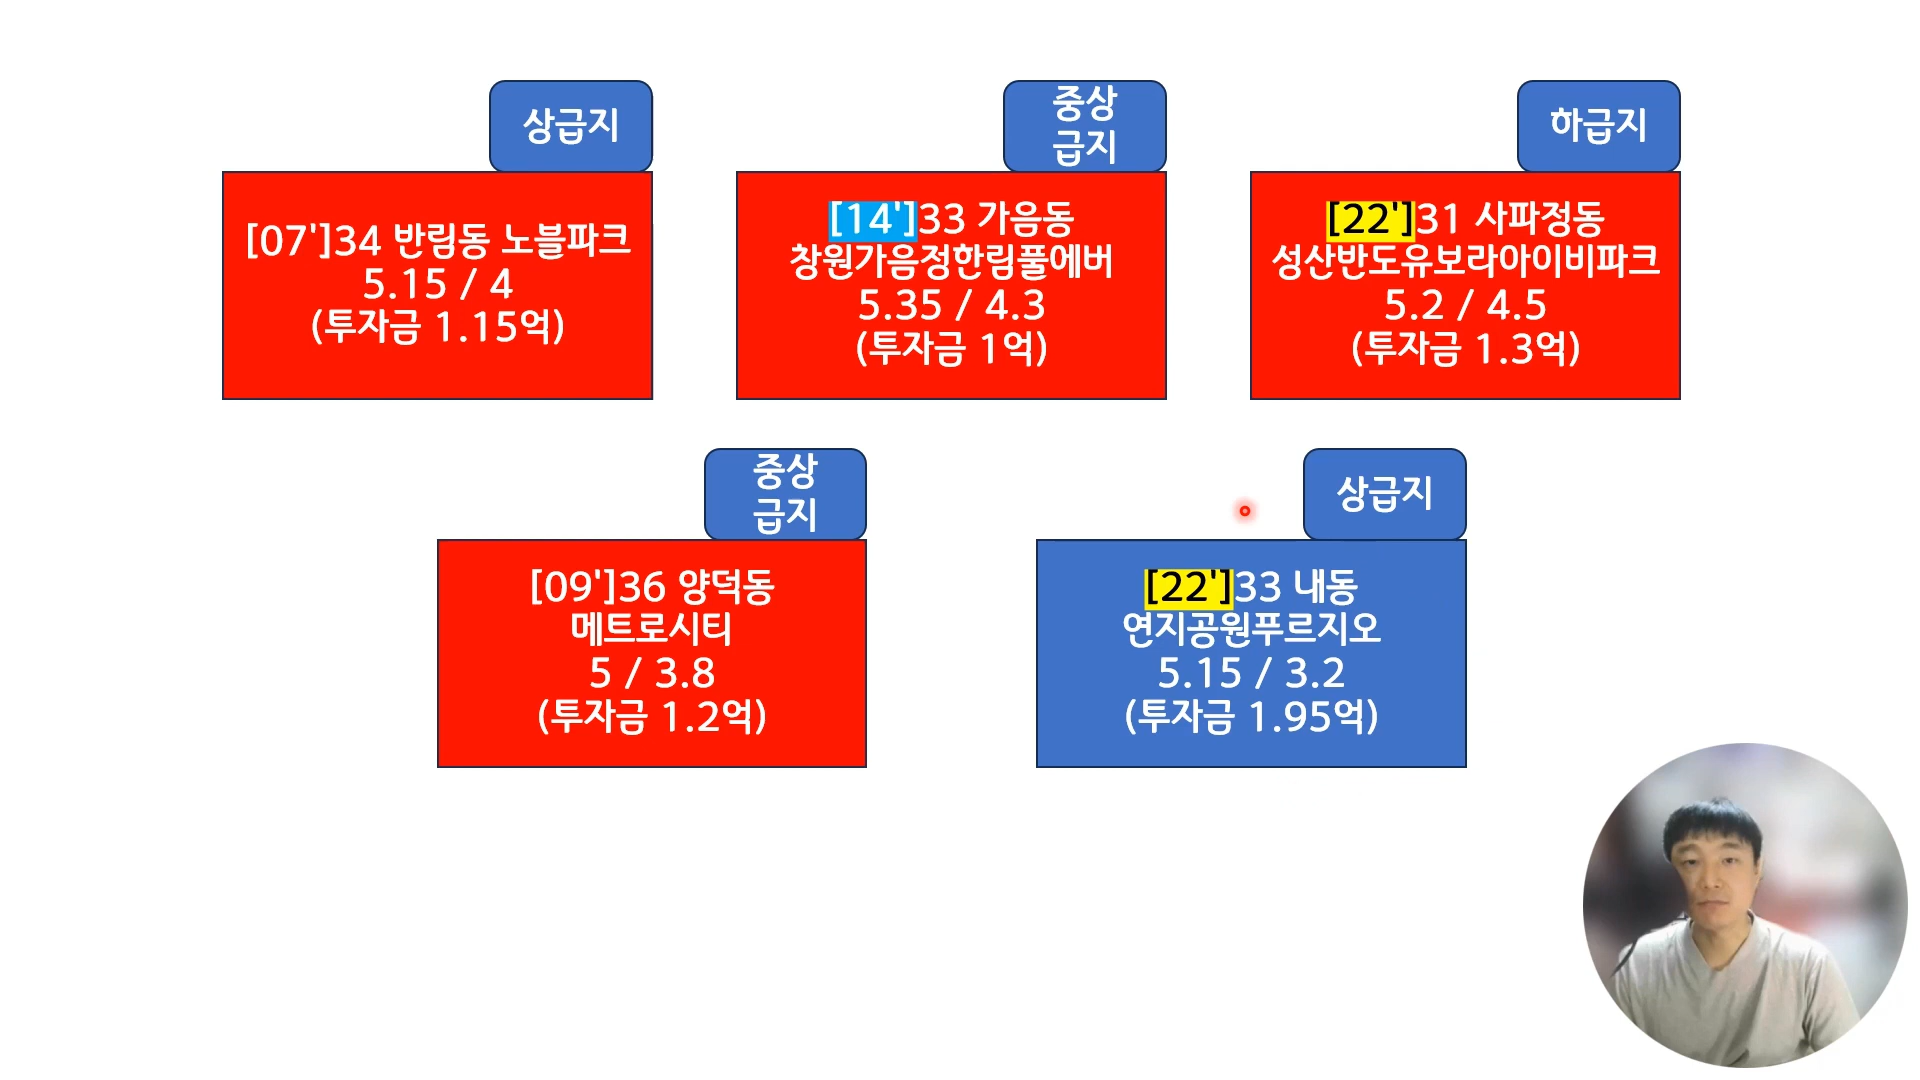 상급지
[07']34 반림동 노블파크
5.15 / 4
(투자금 1.15억)
중상
급지
[14']33 가음동
창원가음정한림풀에버
5.35 / 4.3
(투자금 1억)
하급지
[22']31 사파정동
성산반도유보라아이비파크
5.2 / 4.5
(투자금 1.3억)
중상
급지
[09']36 양덕동
메트로시티
5 / 3.8
(투자금 1.2억)
상급지
[22']33 내동
연지공원푸르지오
5.15 / 3.2
(투자금 1.95억)